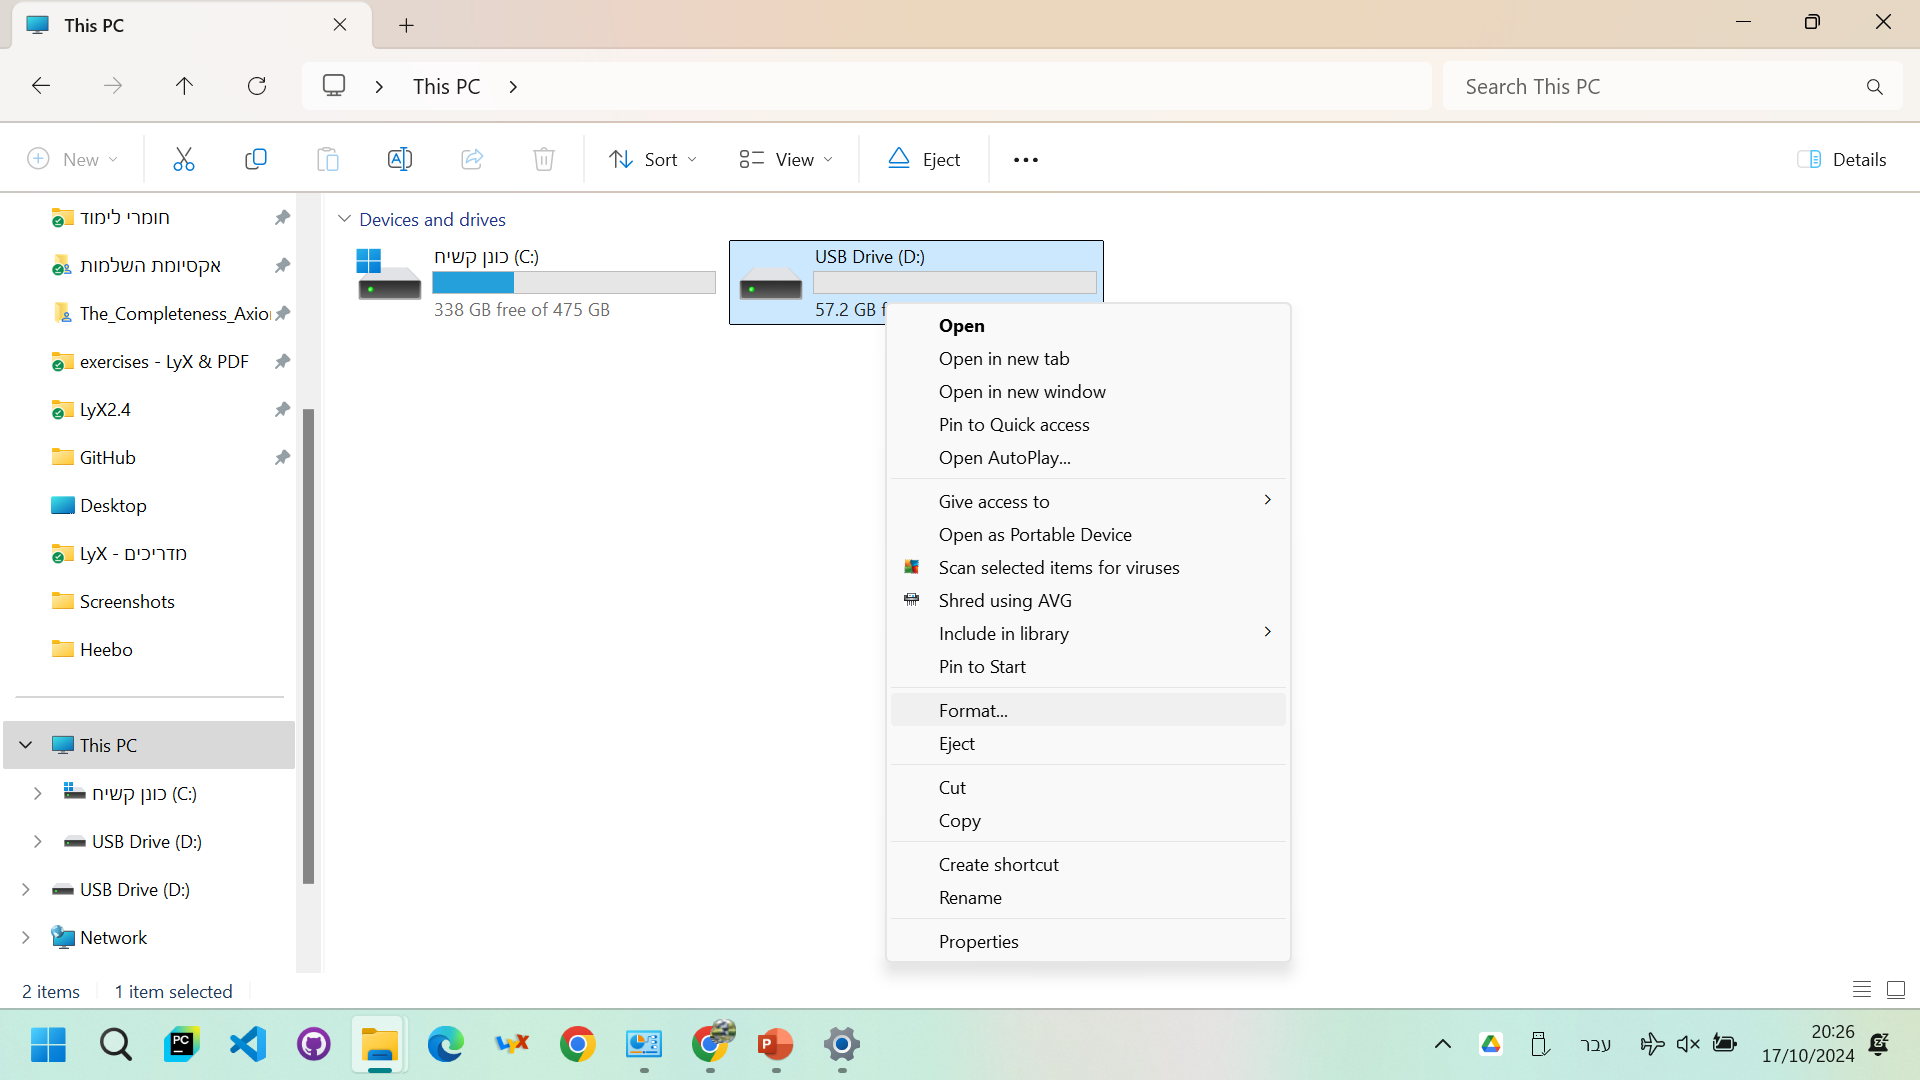 This PC
This PC
Search This PC
New
Sort
View
Eject
Details
חומרי לימוד
אקסיומת השלמות
The_Completeness_Axio
exercises - LyX & PDF
LyX2.4
GitHub
Desktop
LyX - מדריכים
Screenshots
Heebo
This PC
כונן קשיח (C:)
USB Drive (D:)
USB Drive (D:)
Network
Devices and drives
כונן קשיח (C:)
338 GB free of 475 GB
USB Drive (D:)
57.2 GB f
Open
Open in new tab
Open in new window
Pin to Quick access
Open AutoPlay...
Give access to
Open as Portable Device
Scan selected items for viruses
Shred using AVG
Include in library
Pin to Start
Format...
Eject
Cut
Copy
Create shortcut
Rename
Properties
2 items
1 item selected
PC
LyX
P
עבר
20:26
17/10/2024